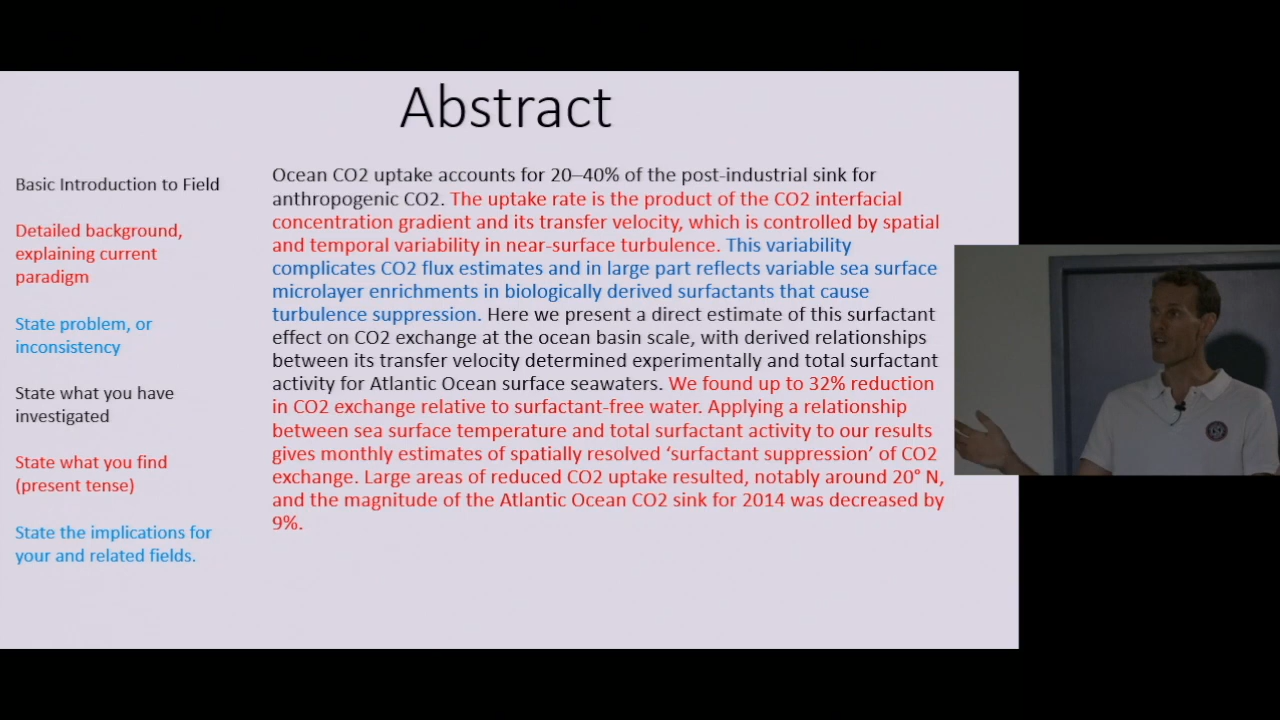 Abstract
Basic Introduction to Field
Detailed background,
explaining current
paradigm
State problem, or
inconsistency
State what you have
investigated
State what you find
(present tense)
State the implications for
your and related fields.
Ocean CO2 uptake accounts for 20–40% of the post-industrial sink for
anthropogenic CO2. The uptake rate is the product of the CO2 interfacial
concentration gradient and its transfer velocity, which is controlled by spatial
and temporal variability in near-surface turbulence. This variability
complicates CO2 flux estimates and in large part reflects variable sea surface
microlayer enrichments in biologically derived surfactants that cause
turbulence suppression. Here we present a direct estimate of this surfactant
effect on CO2 exchange at the ocean basin scale, with derived relationships
between its transfer velocity determined experimentally and total surfactant
activity for Atlantic Ocean surface seawaters. We found up to 32% reduction
in CO2 exchange relative to surfactant-free water. Applying a relationship
between sea surface temperature and total surfactant activity to our results
gives monthly estimates of spatially resolved ‘surfactant suppression’ of CO2
exchange. Large areas of reduced CO2 uptake resulted, notably around 20° N,
and the magnitude of the Atlantic Ocean CO2 sink for 2014 was decreased by
9%.